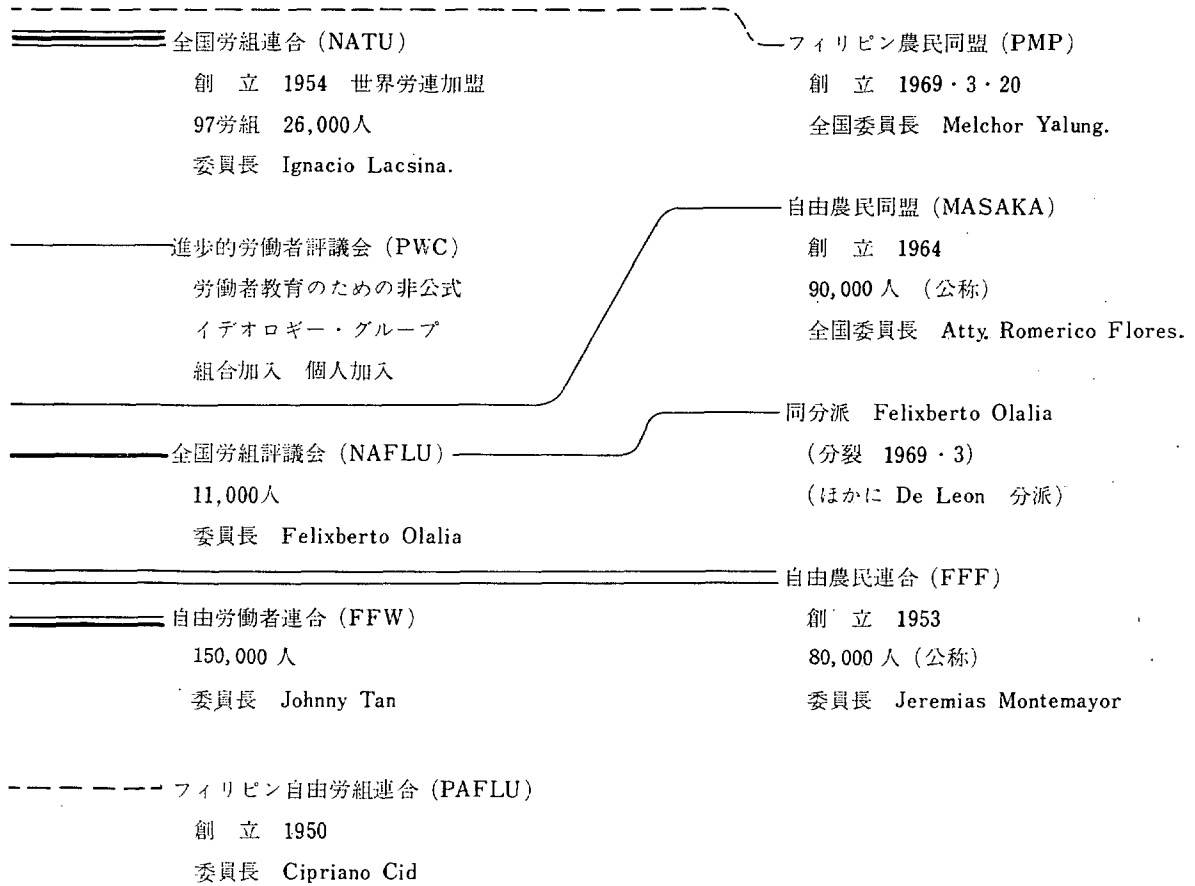 全国労組連合 (NATU)
創 立 1954 世界労連加盟
97労組 26,000人
委員長 Ignacio Lacsina.
進歩的労働者評議会 (PWC)
労働者教育のための非公式
イデオロギー・グループ
組合加入 個人加入
全国労組評議会 (NAFLU)
11,000人
委員長 Felixberto Olalia
自由労働者連合 (FFW)
150,000 人
委員長 Johnny Tan
フィリピン自由労組連合 (PAFLU)
創 立 1950
委員長 Cipriano Cid
フィリピン農民同盟 (PMP)
創 立 1969・3・20
全国委員長 Melchor Yalung.
自由農民同盟 (MASAKA)
創 立 1964
90,000 人 (公称)
全国委員長 Atty. Romerico Flores.
同分派 Felixberto Olalia
(分裂 1969・3)
(ほかに De Leon 分派)
自由農民連合 (FFF)
創 立 1953
80,000 人 (公称)
委員長 Jeremias Montemayor